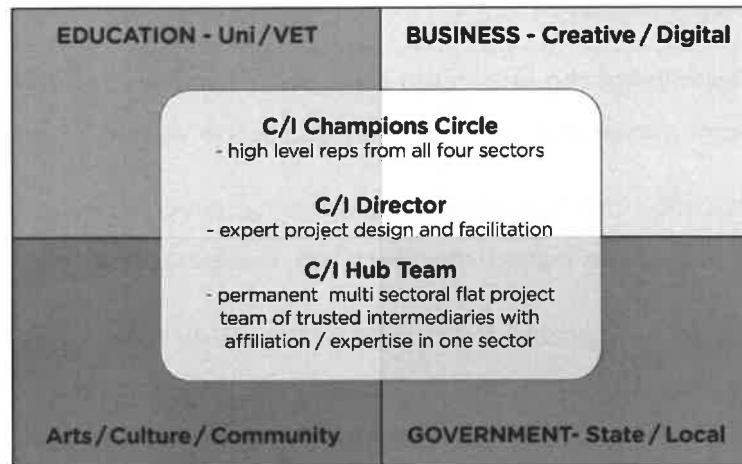 EDUCATION - Uni / VET
BUSINESS - Creative / Digital
C/I Champions Circle
- high level reps from all four sectors
C/I Director
- expert project design and facilitation
C/I Hub Team
- permanent multi sectoral flat project
team of trusted intermediaries with
affiliation / expertise in one sector
Arts / Culture / Community
GOVERNMENT- State / Local